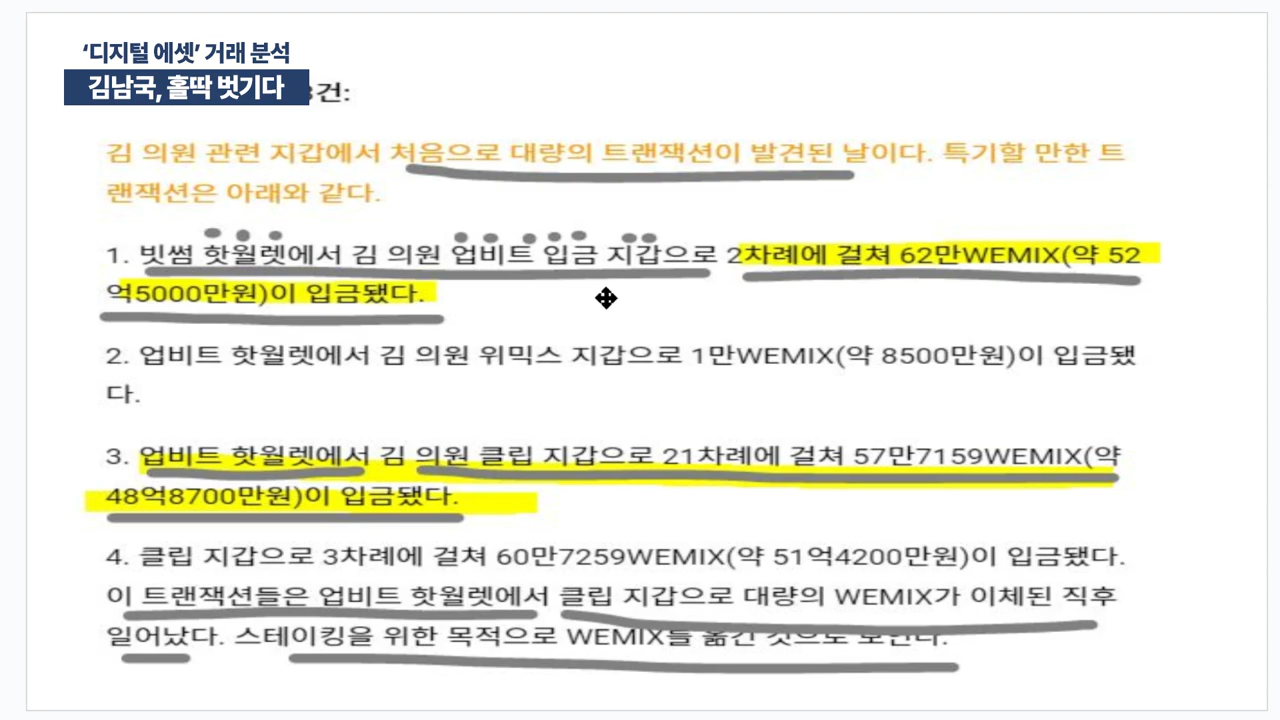 ‘디지털 에셋’ 거래 분석
김남국, 홀딱 벗기다
건:
김 의원 관련 지갑에서 처음으로 대량의 트랜잭션이 발견된 날이다. 특기할 만한 트
랜잭션은 아래와 같다.
1. 빗썸 핫월렛에서 김 의원 업비트 입금 지갑으로 2차례에 걸쳐 62만WEMIX(약 52
억5000만원)이 입금됐다.
2. 업비트 핫월렛에서 김 의원 위믹스 지갑으로 1만WEMIX(약 8500만원)이 입금됐
다.
3. 업비트 핫월렛에서 김 의원 클립 지갑으로 21차례에 걸쳐 57만7159WEMIX(약
48억8700만원)이 입금됐다.
4. 클립 지갑으로 3차례에 걸쳐 60만7259WEMIX(약 51억4200만원)이 입금됐다.
이 트랜잭션들은 업비트 핫월렛에서 클립 지갑으로 대량의 WEMIX가 이체된 직후
일어났다. 스테이킹을 위한 목적으로 WEMIX를 옮긴 것으로 보인다.